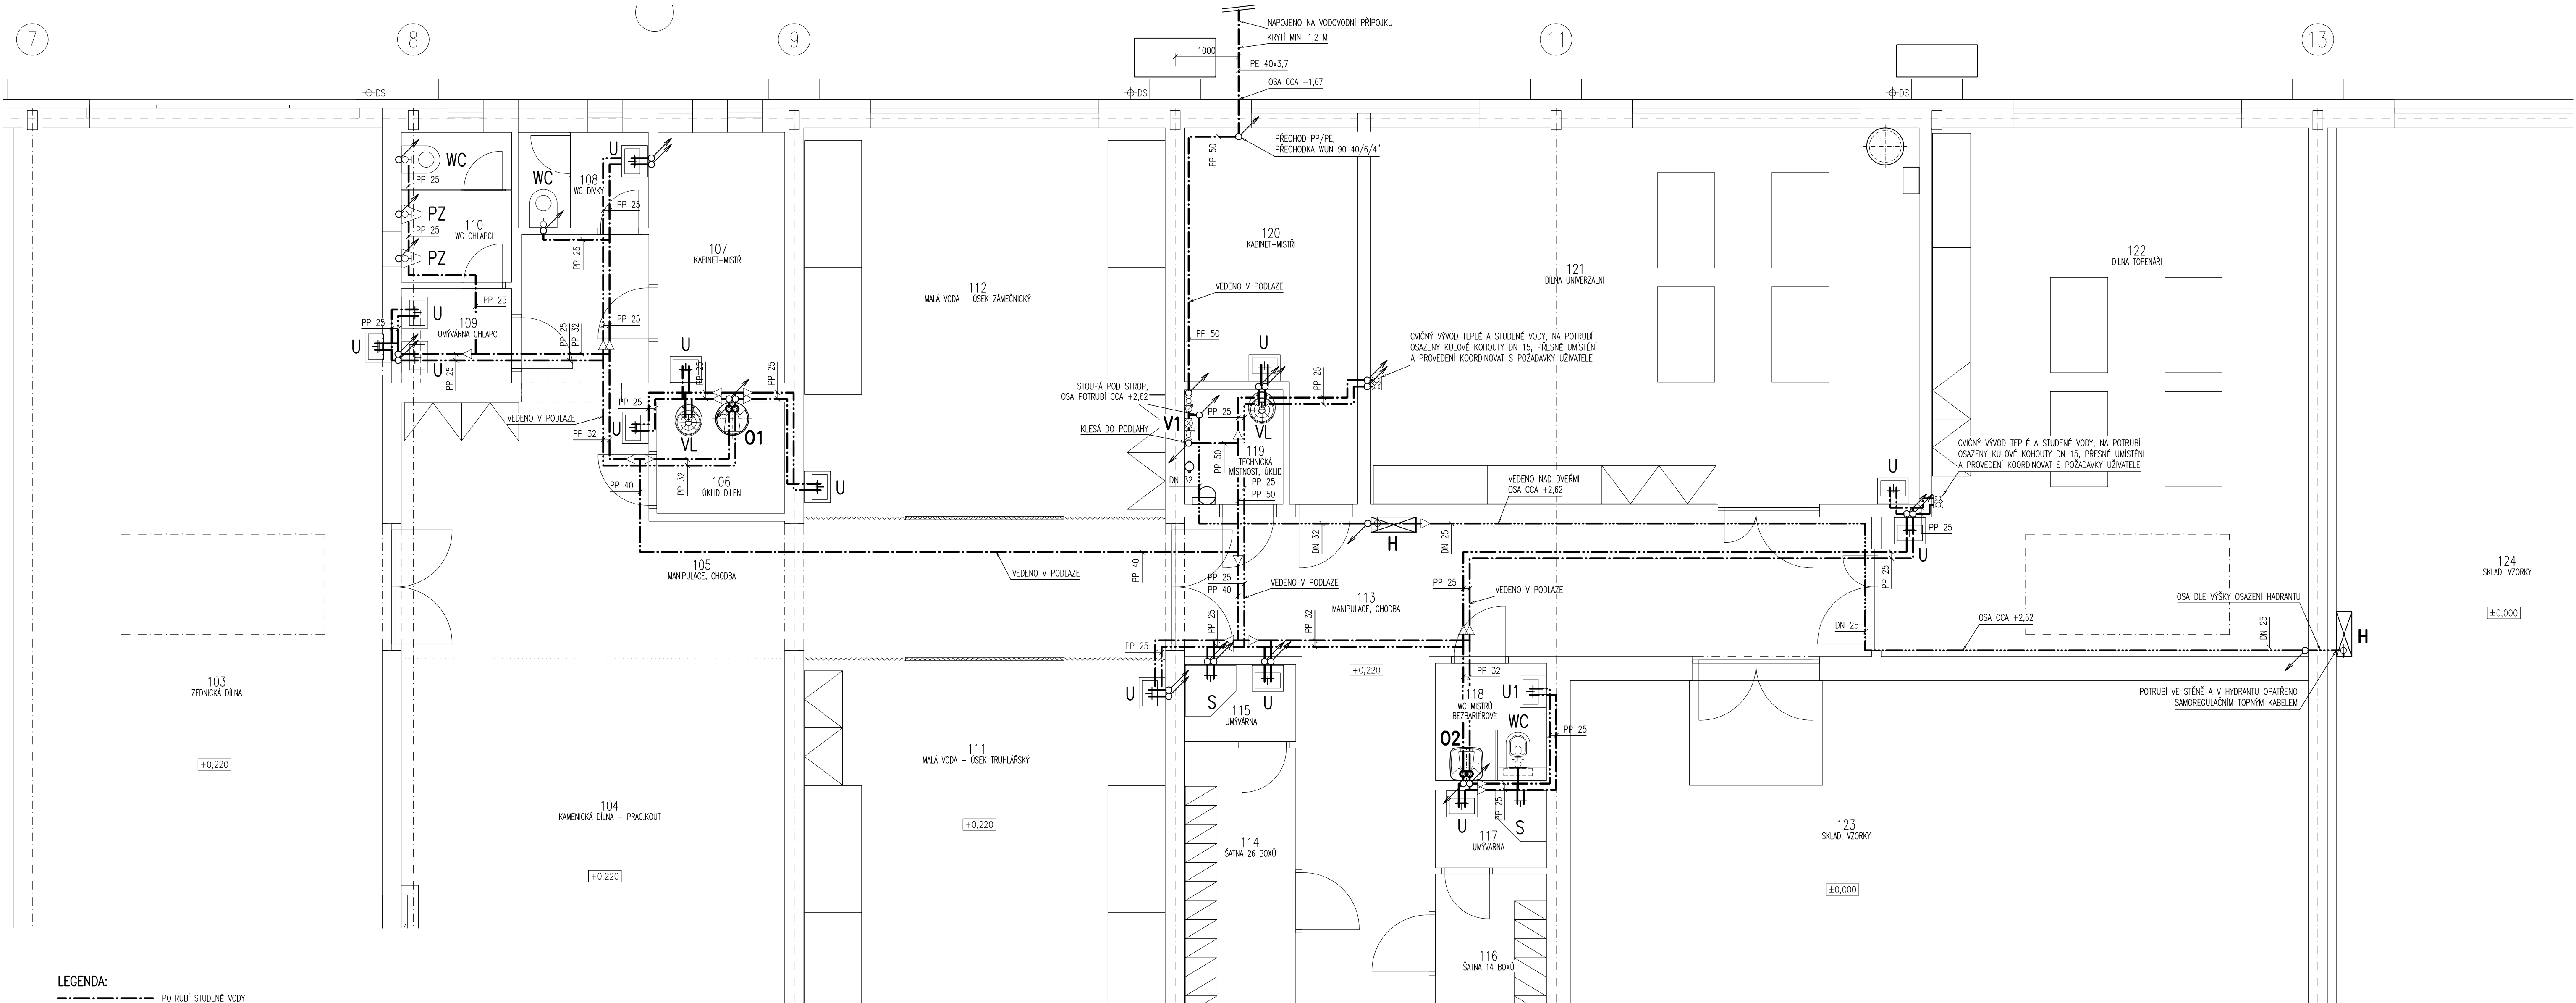 7
8
9
11
13
NAPOJENO NA VODOVODNÍ PŘÍPOJKU
KRYTÍ MIN. 1,2 M
1000
PE 40x3,7
OSA CCA -1,67
DS
DS
DS
PŘECHOD PP/PE,
PŘECHODKA WUN 90 40/6/4"
PP 50
WC
PP 25
PZ
110
WC CHLAPCI
PP 25
PZ
PP 25
U
109
UMÝVÁRNA CHLAPCI
PP 25
U
U
PP 25
U
WC
108
WC DÍVKY
PP 25
PP 25
PP 25
PP 25
PP 32
107
KABINET-MISTŘI
U
PP 25
PP 25
PP 25
VEDENO V PODLAZE
PP 32
U
VL
O1
PP 40
PP 32
106
ÚKLID DÍLEN
U
105
MANIPULACE, CHODBA
VEDENO V PODLAZE
PP 40
112
MALÁ VODA - ÚSEK ZÁMEČNICKÝ
120
KABINET-MISTŘI
VEDENO V PODLAZE
PP 50
U
PP 25
STOUPÁ POD STROP,
OSA POTRUBÍ CCA +2,62
V1
KLESÁ DO PODLAHY
PP 25
VL
119
TECHNICKÁ
MÍSTNOST, ÚKLID
PP 50
DN 32
PP 25
PP 50
121
DÍLNA UNIVERZÁLNÍ
CVIČNÝ VÝVOD TEPLÉ A STUDENÉ VODY, NA POTRUBÍ
OSAZENY KULOVÉ KOHOUTY DN 15, PŘESNÉ UMÍSTĚNÍ
A PROVEDENÍ KOORDINOVAT S POŽADAVKY UŽIVATELE
VEDENO NAD DVEŘMI
OSA CCA +2,62
DN 32
H
DN 25
122
DÍLNA TOPENÁŘI
CVIČNÝ VÝVOD TEPLÉ A STUDENÉ VODY, NA POTRUBÍ
OSAZENY KULOVÉ KOHOUTY DN 15, PŘESNÉ UMÍSTĚNÍ
A PROVEDENÍ KOORDINOVAT S POŽADAVKY UŽIVATELE
U
PP 25
U
PP 25
PP 25
PP 40
VEDENO V PODLAZE
113
MANIPULACE, CHODBA
PP 25
VEDENO V PODLAZE
PP 25
PP 32
PP 25
DN 25
OSA CCA +2,62
OSA DLE VÝŠKY OSAZENÍ HADRANTU
DN 25
H
124
SKLAD, VZORKY
±0,000
POTRUBÍ VE STĚNĚ A V HYDRANTU OPATŘENO
SAMOREGULAČNÍM TOPNÝM KABELEM
+0,220
U
S
U
115
UMÝVÁRNA
PP 32
118
WC MISTRŮ
BEZBARIÉROVÉ
U1
WC
PP 25
O2
PP 25
U
S
117
UMÝVÁRNA
103
ZEDNICKÁ DÍLNA
+0,220
104
KAMENICKÁ DÍLNA - PRAC.KOUT
+0,220
111
MALÁ VODA - ÚSEK TRUHLÁŘSKÝ
+0,220
114
ŠATNA 26 BOXŮ
116
ŠATNA 14 BOXŮ
123
SKLAD, VZORKY
±0,000
LEGENDA:
POTRUBÍ STUDENÉ VODY